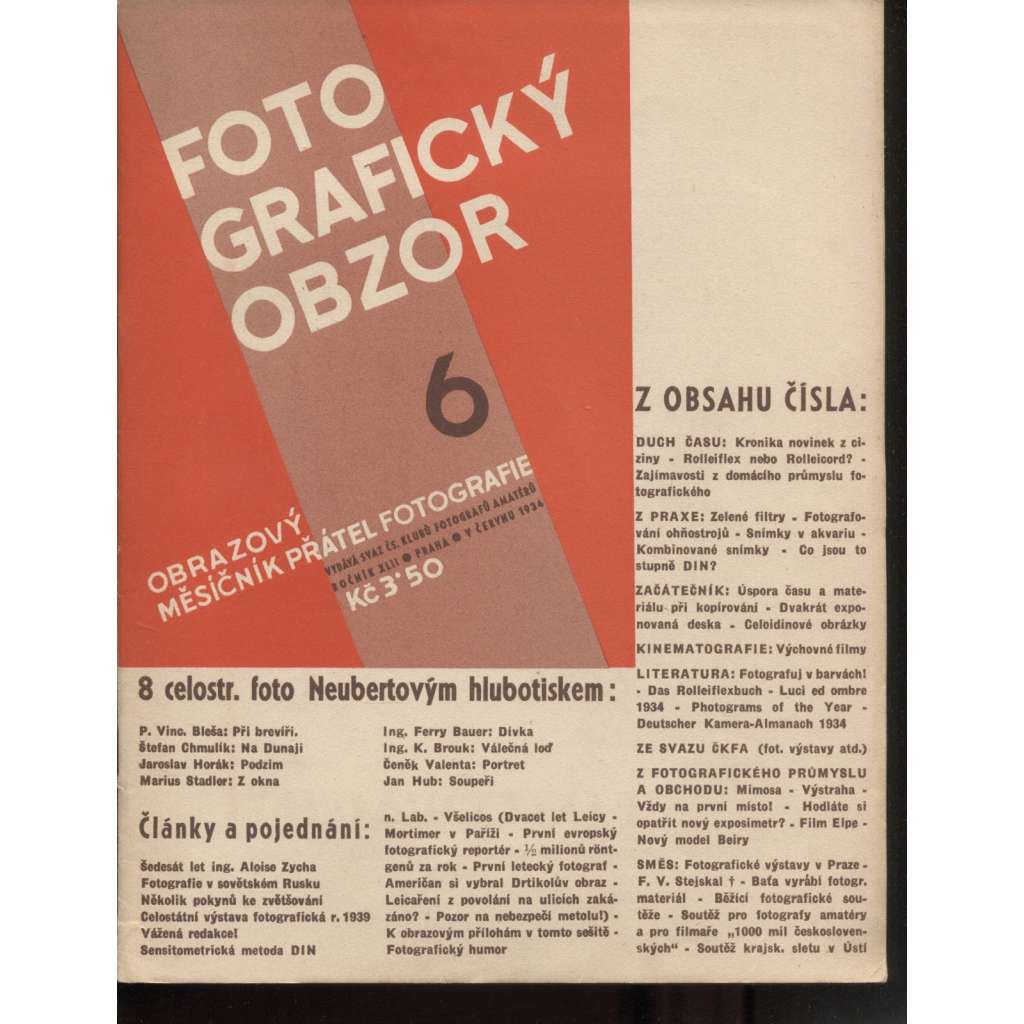 FOTO
GRAFICKÝ
OBZOR
6
OBRAZOVÝ
MĚSÍČNÍK PŘÁTEL FOTOGRAFIE
VYDÁVÁ SVAZ ČS. KLUBŮ FOTOGRAFŮ AMATÉRŮ
ROČNÍK XLII ● PRAHA ● V ČERVNU 1934
Kč 3·50
Z OBSAHU ČÍSLA:
DUCH ČASU: Kronika novinek z ci-
ziny - Rolleiflex nebo Rolleicord? -
Zajímavosti z domácího průmyslu fo-
tografického
Z PRAXE: Zelené filtry - Fotografo-
vání ohňostrojů - Snímky v akvariu -
Kombinované snímky - Co jsou to
stupně DIN?
ZAČÁTEČNÍK: Úspora času a mate-
riálu při kopírování - Dvakrát expo-
novaná deska - Celoidinové obrázky
KINEMATOGRAFIE: Výchovné filmy
LITERATURA: Fotografuj v barvách!
- Das Rolleiflexbuch - Luci ed ombre
1934 - Photograms of the Year -
Deutscher Kamera-Almanach 1934
ZE SVAZU ČKFA (fot. výstavy atd.)
Z FOTOGRAFICKÉHO PRŮMYSLU
A OBCHODU: Mimosa - Výstraha -
Vždy na první místo! - Hodláte si
opatřit nový exposimetr? - Film Elpe -
Nový model Beiry
SMĚS: Fotografické výstavy v Praze -
F. V. Stejskal † - Baťa vyrábí fotogr.
materiál - Běžící fotografické sou-
těže - Soutěž pro fotografy amatéry
a pro filmaře „1000 mil českosloven-
ských“ - Soutěž krajsk. sletu v Ústí
8 celostr. foto Neubertovým hlubotiskem:
P. Vinc. Bleša: Při brevíři.
Štefan Chmulík: Na Dunaji
Jaroslav Horák: Podzim
Marius Stadler: Z okna
Ing. Ferry Bauer: Dívka
Ing. K. Brouk: Válečná loď
Čeněk Valenta: Portret
Jan Hub: Soupeři
Články a pojednání:
Šedesát let ing. Aloise Zycha
Fotografie v sovětském Rusku
Několik pokynů ke zvětšování
Celostátní výstava fotografická r. 1939
Vážená redakce!
Sensitometrická metoda DIN
n. Lab. - Všelicos (Dvacet let Leicy -
Mortimer v Paříži - První evropský
fotografický reportér - ½ milionů rönt-
genů za rok - První letecký fotograf -
Američan si vybral Drtikolův obraz -
Leicaření z povolání na ulicích zaká-
záno? - Pozor na nebezpečí metolu!) -
K obrazovým přílohám v tomto sešitě -
Fotografický humor